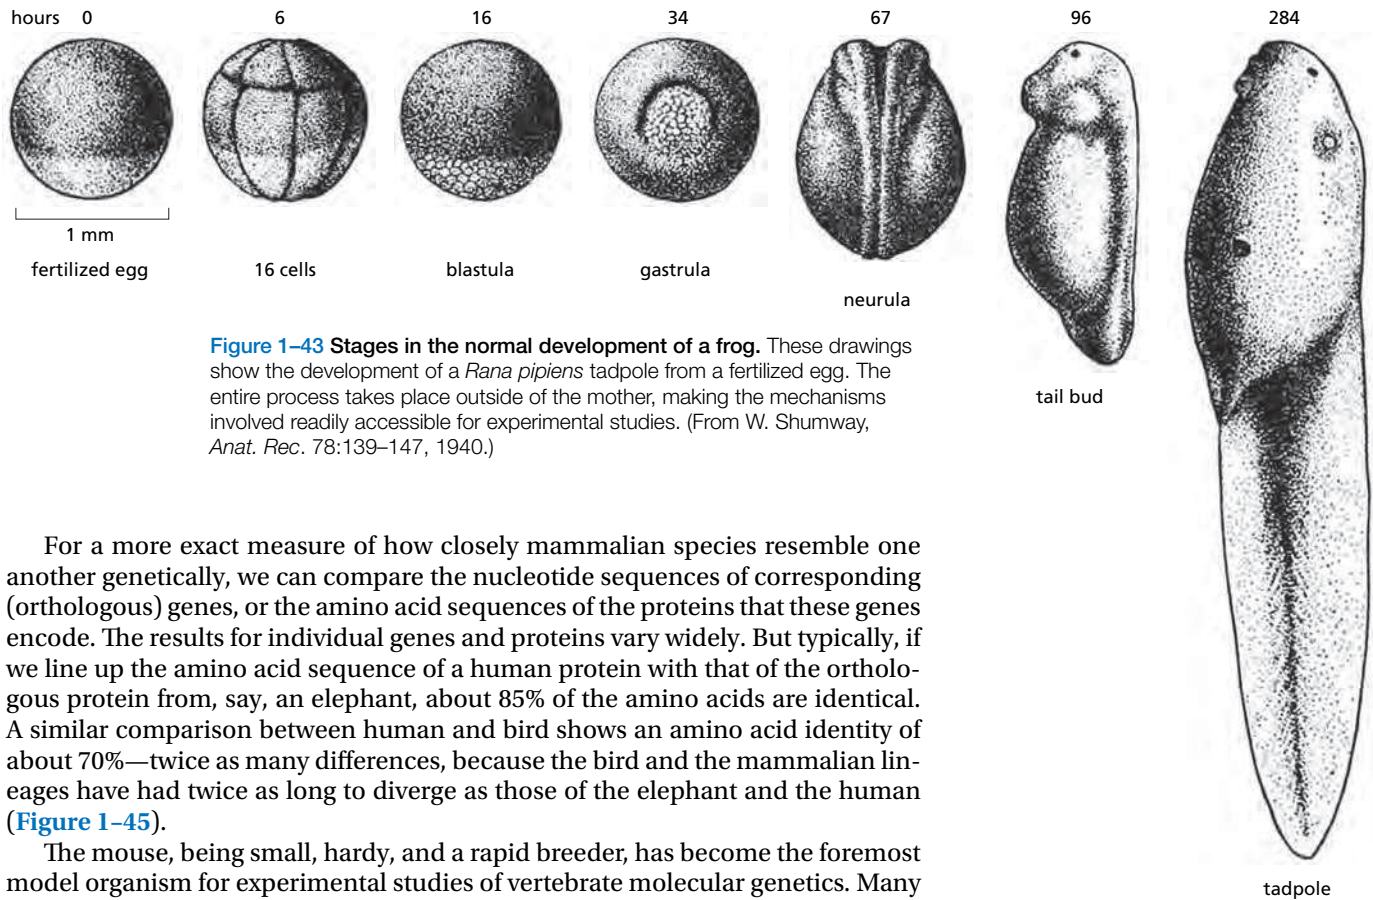 hours 0 6 16 34 67 96 284
1 mm
fertilized egg 16 cells blastula gastrula
neurula
tail bud
tadpole
Figure 1–43 Stages in the normal development of a frog. These drawings
show the development of a Rana pipiens tadpole from a fertilized egg. The
entire process takes place outside of the mother, making the mechanisms
involved readily accessible for experimental studies. (From W. Shumway,
Anat. Rec. 78:139–147, 1940.)
For a more exact measure of how closely mammalian species resemble one
another genetically, we can compare the nucleotide sequences of corresponding
(orthologous) genes, or the amino acid sequences of the proteins that these genes
encode. The results for individual genes and proteins vary widely. But typically, if
we line up the amino acid sequence of a human protein with that of the ortholo-
gous protein from, say, an elephant, about 85% of the amino acids are identical.
A similar comparison between human and bird shows an amino acid identity of
about 70%—twice as many differences, because the bird and the mammalian lin-
eages have had twice as long to diverge as those of the elephant and the human
(Figure 1–45).
The mouse, being small, hardy, and a rapid breeder, has become the foremost
model organism for experimental studies of vertebrate molecular genetics. Many